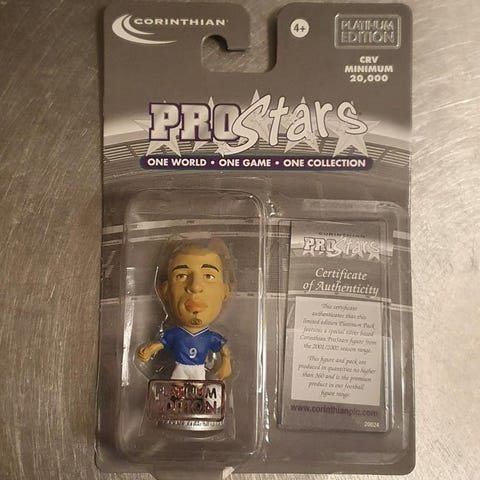 CORINTHIAN
4+
PLATINUM
EDITION
CRV
MINIMUM
20,000
PROStars
ONE WORLD • ONE GAME • ONE COLLECTION
CORINTHIAN
PROStars
Certificate
of Authenticity
This certificate
authenticates that this
limited edition Platinum Pack
features a special silver based
Corinthian ProStars figure from
the 2001/2002 season range.
This figure and pack are
produced in quantities no higher
than 360 and is the premium
product in our football
figure range.
www.corinthianplc.com
20024
9
PLATINUM
EDITION